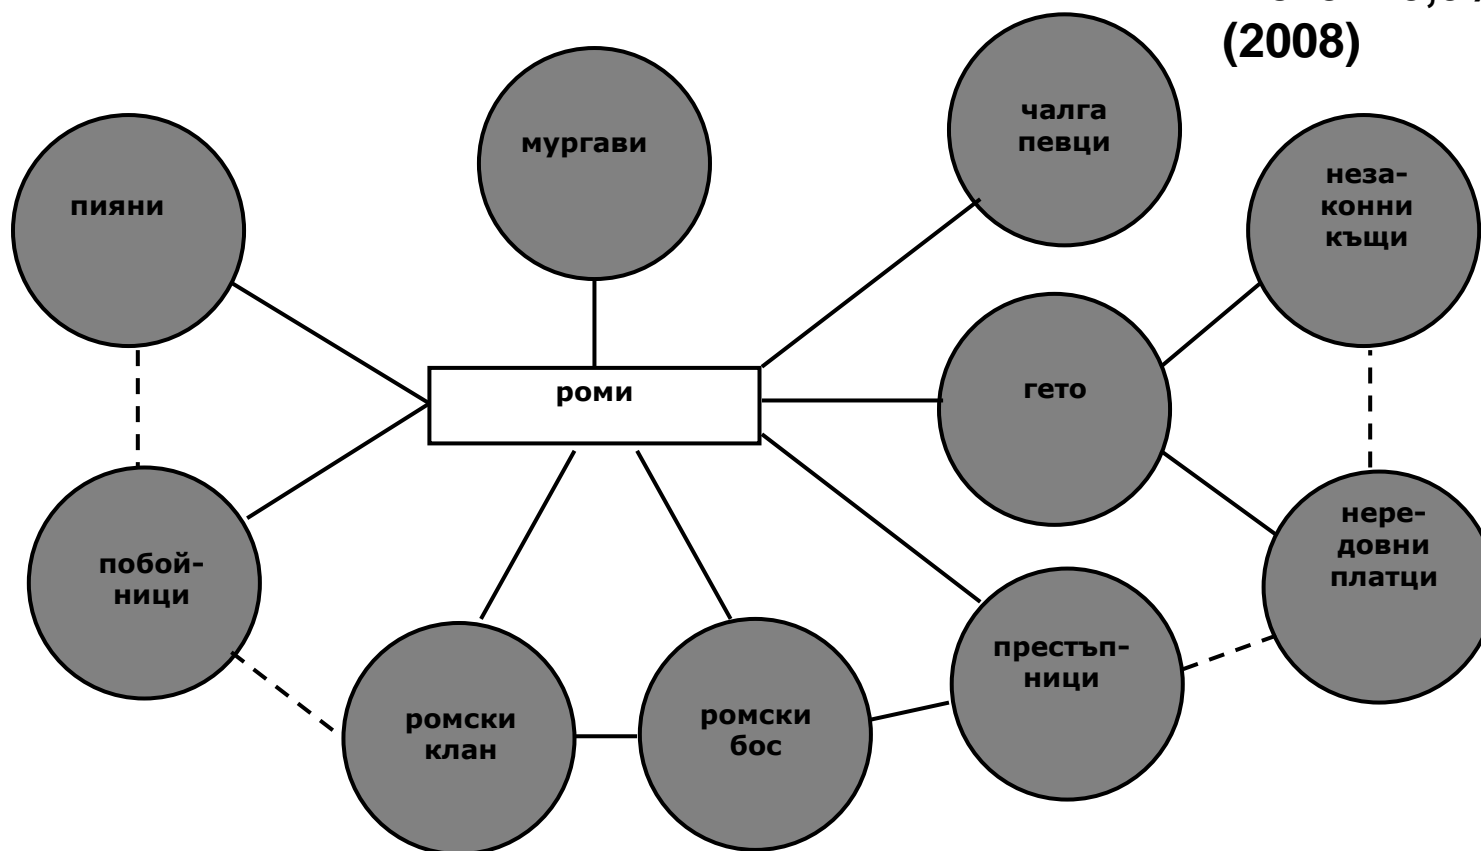 (2008)
чалга
певци
мургави
неза-
конни
къщи
пияни
роми
гето
нере-
довни
платци
побой-
ници
престъп-
ници
ромски
клан
ромски
бос